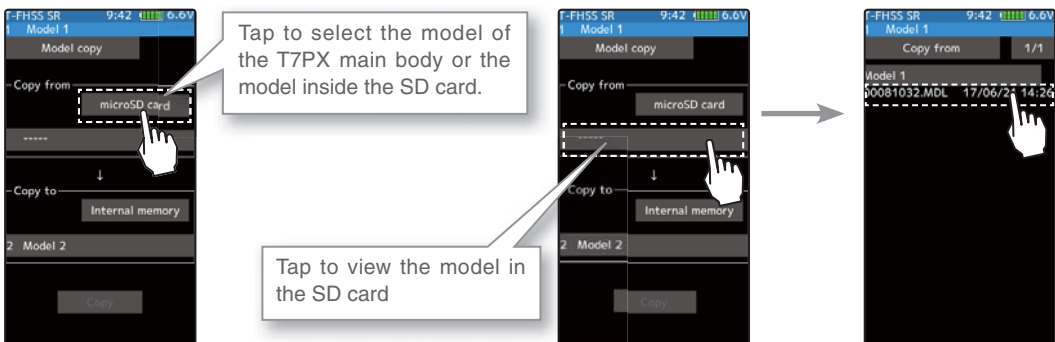 T-FHSS SR 9:42 6.6V
1 Model 1
Model copy
Copy from
microSD card
-----
↓
Copy to
Internal memory
2 Model 2
Copy
Tap to select the model of
the T7PX main body or the
model inside the SD card.
T-FHSS SR 9:42 6.6V
1 Model 1
Model copy
Copy from
microSD card
-----
↓
Copy to
Internal memory
2 Model 2
Copy
Tap to view the model in
the SD card
T-FHSS SR 9:42 6.6V
1 Model 1
Copy from 1/1
Model 1
00081032.MDL 17/06/ 14:26